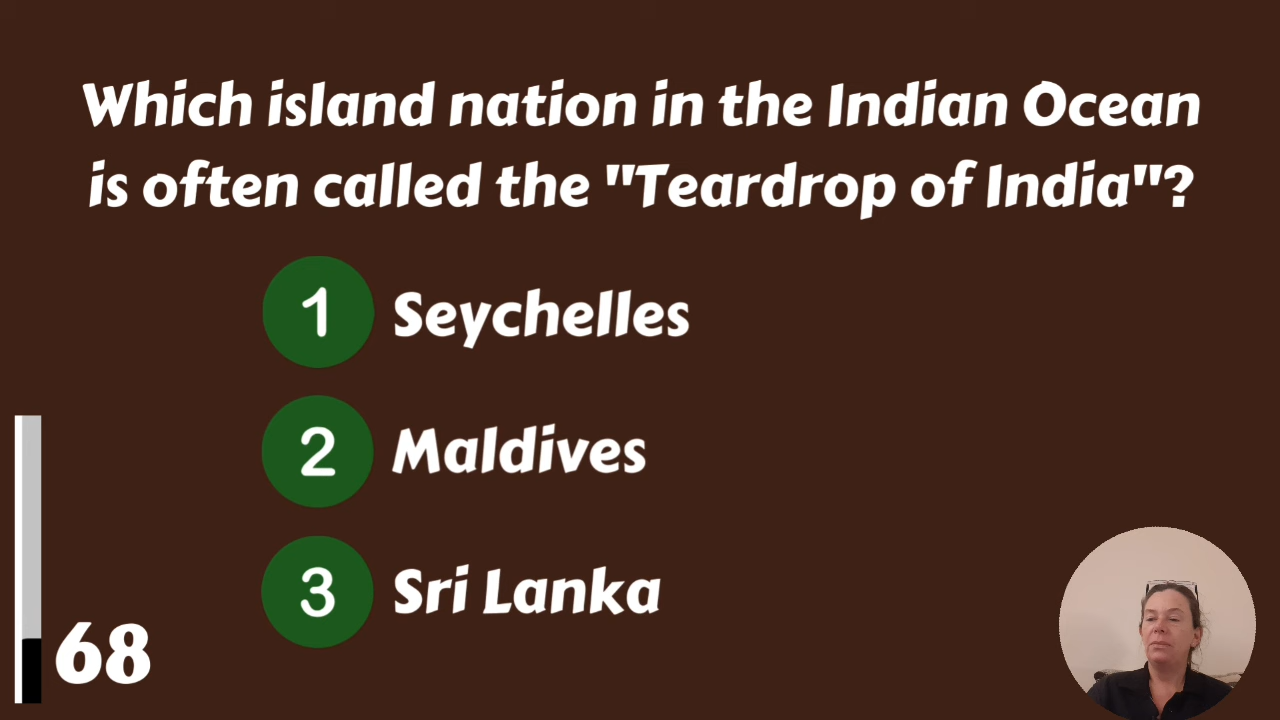 Which island nation in the Indian Ocean
is often called the "Teardrop of India"?
1 Seychelles
2 Maldives
3 Sri Lanka
68